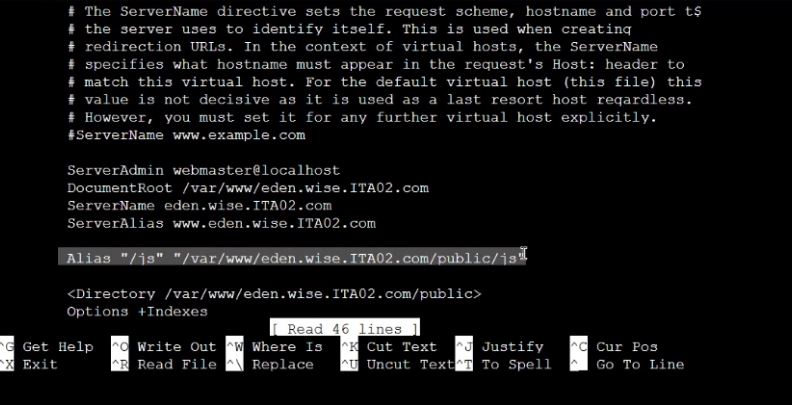 # The ServerName directive sets the request scheme, hostname and port t$
# the server uses to identify itself. This is used when creating
# redirection URLs. In the context of virtual hosts, the ServerName
# specifies what hostname must appear in the request's Host: header to
# match this virtual host. For the default virtual host (this file) this
# value is not decisive as it is used as a last resort host regardless.
# However, you must set it for any further virtual host explicitly.
#ServerName www.example.com
ServerAdmin webmaster@localhost
DocumentRoot /var/www/eden.wise.ITA02.com
ServerName eden.wise.ITA02.com
ServerAlias www.eden.wise.ITA02.com
Alias "/js" "/var/www/eden.wise.ITA02.com/public/js"
<Directory /var/www/eden.wise.ITA02.com/public>
Options +Indexes
[ Read 46 lines ]
^G Get Help ^O Write Out ^W Where Is ^K Cut Text ^J Justify ^C Cur Pos
^X Exit ^R Read File ^\ Replace ^U Uncut Text ^T To Spell ^_ Go To Line